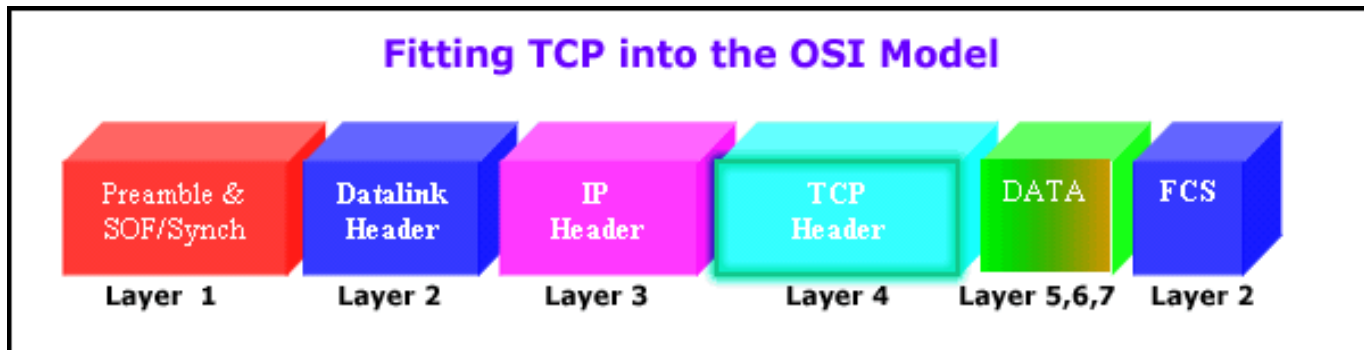 Fitting TCP into the OSI Model
Preamble &
SOF/Synch
Datalink
Header
IP
Header
TCP
Header
DATA
FCS
Layer 1
Layer 2
Layer 3
Layer 4
Layer 5,6,7
Layer 2